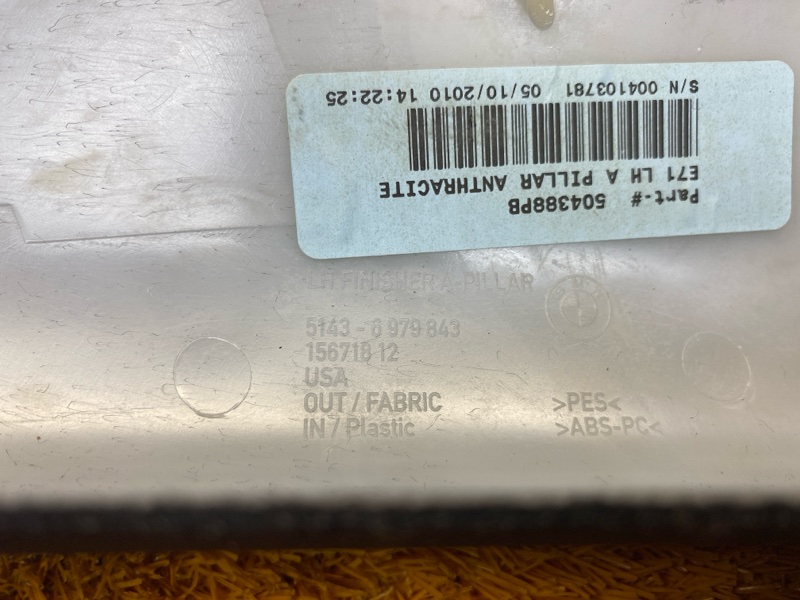 Part-# 504388PB
E71 LH A PILLAR ANTHRACITE
S/N 004103781 05/10/2010 14:22:25
LH FINISHER A-PILLAR
BMW
5143 - 6 979 843
156718 12
USA
OUT / FABRIC >PES<
IN / Plastic >ABS-PC<